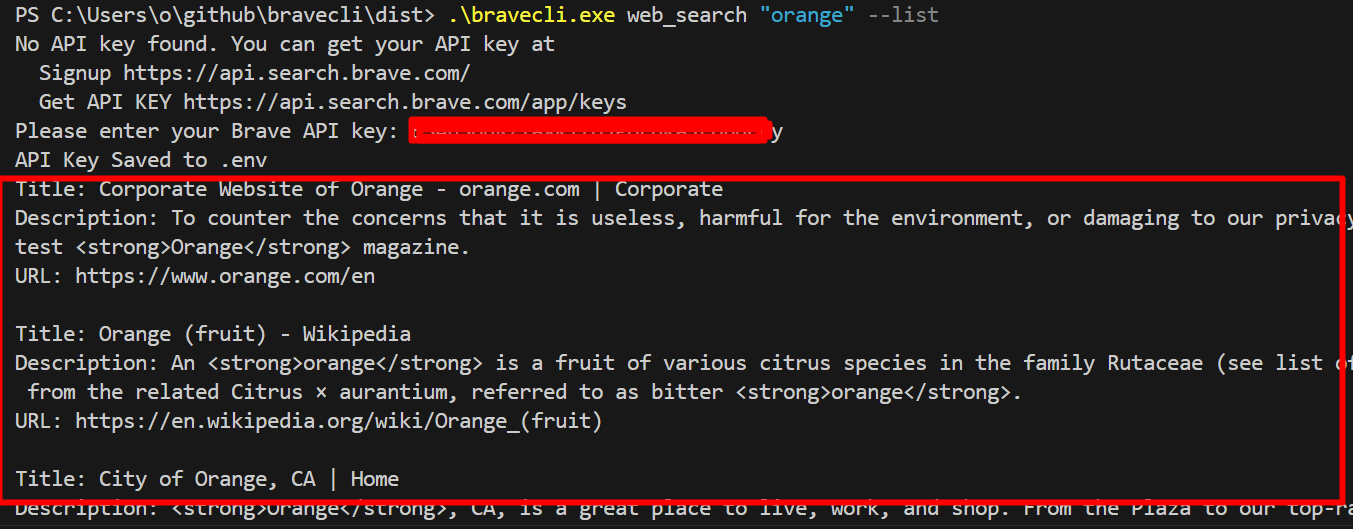 PS C:\Users\o\github\bravecli\dist> .\bravecli.exe web_search "orange" --list
No API key found. You can get your API key at
  Signup https://api.search.brave.com/
  Get API KEY https://api.search.brave.com/app/keys
Please enter your Brave API key: y
API Key Saved to .env
Title: Corporate Website of Orange - orange.com | Corporate
Description: To counter the concerns that it is useless, harmful for the environment, or damaging to our privacy
test <strong>Orange</strong> magazine.
URL: https://www.orange.com/en
Title: Orange (fruit) - Wikipedia
Description: An <strong>orange</strong> is a fruit of various citrus species in the family Rutaceae (see list of
 from the related Citrus × aurantium, referred to as bitter <strong>orange</strong>.
URL: https://en.wikipedia.org/wiki/Orange_(fruit)
Title: City of Orange, CA | Home
Description: <strong>Orange</strong>, CA, is a great place to live, work, and shop. From the Plaza to our top-ra